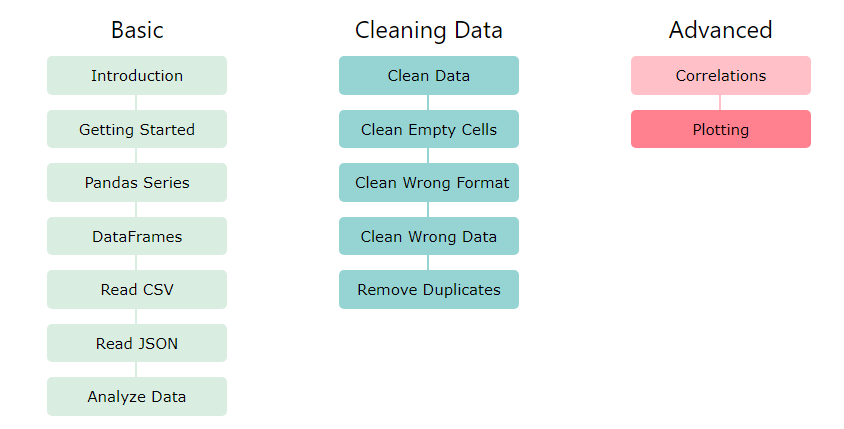 Basic
Introduction
Getting Started
Pandas Series
DataFrames
Read CSV
Read JSON
Analyze Data
Cleaning Data
Clean Data
Clean Empty Cells
Clean Wrong Format
Clean Wrong Data
Remove Duplicates
Advanced
Correlations
Plotting